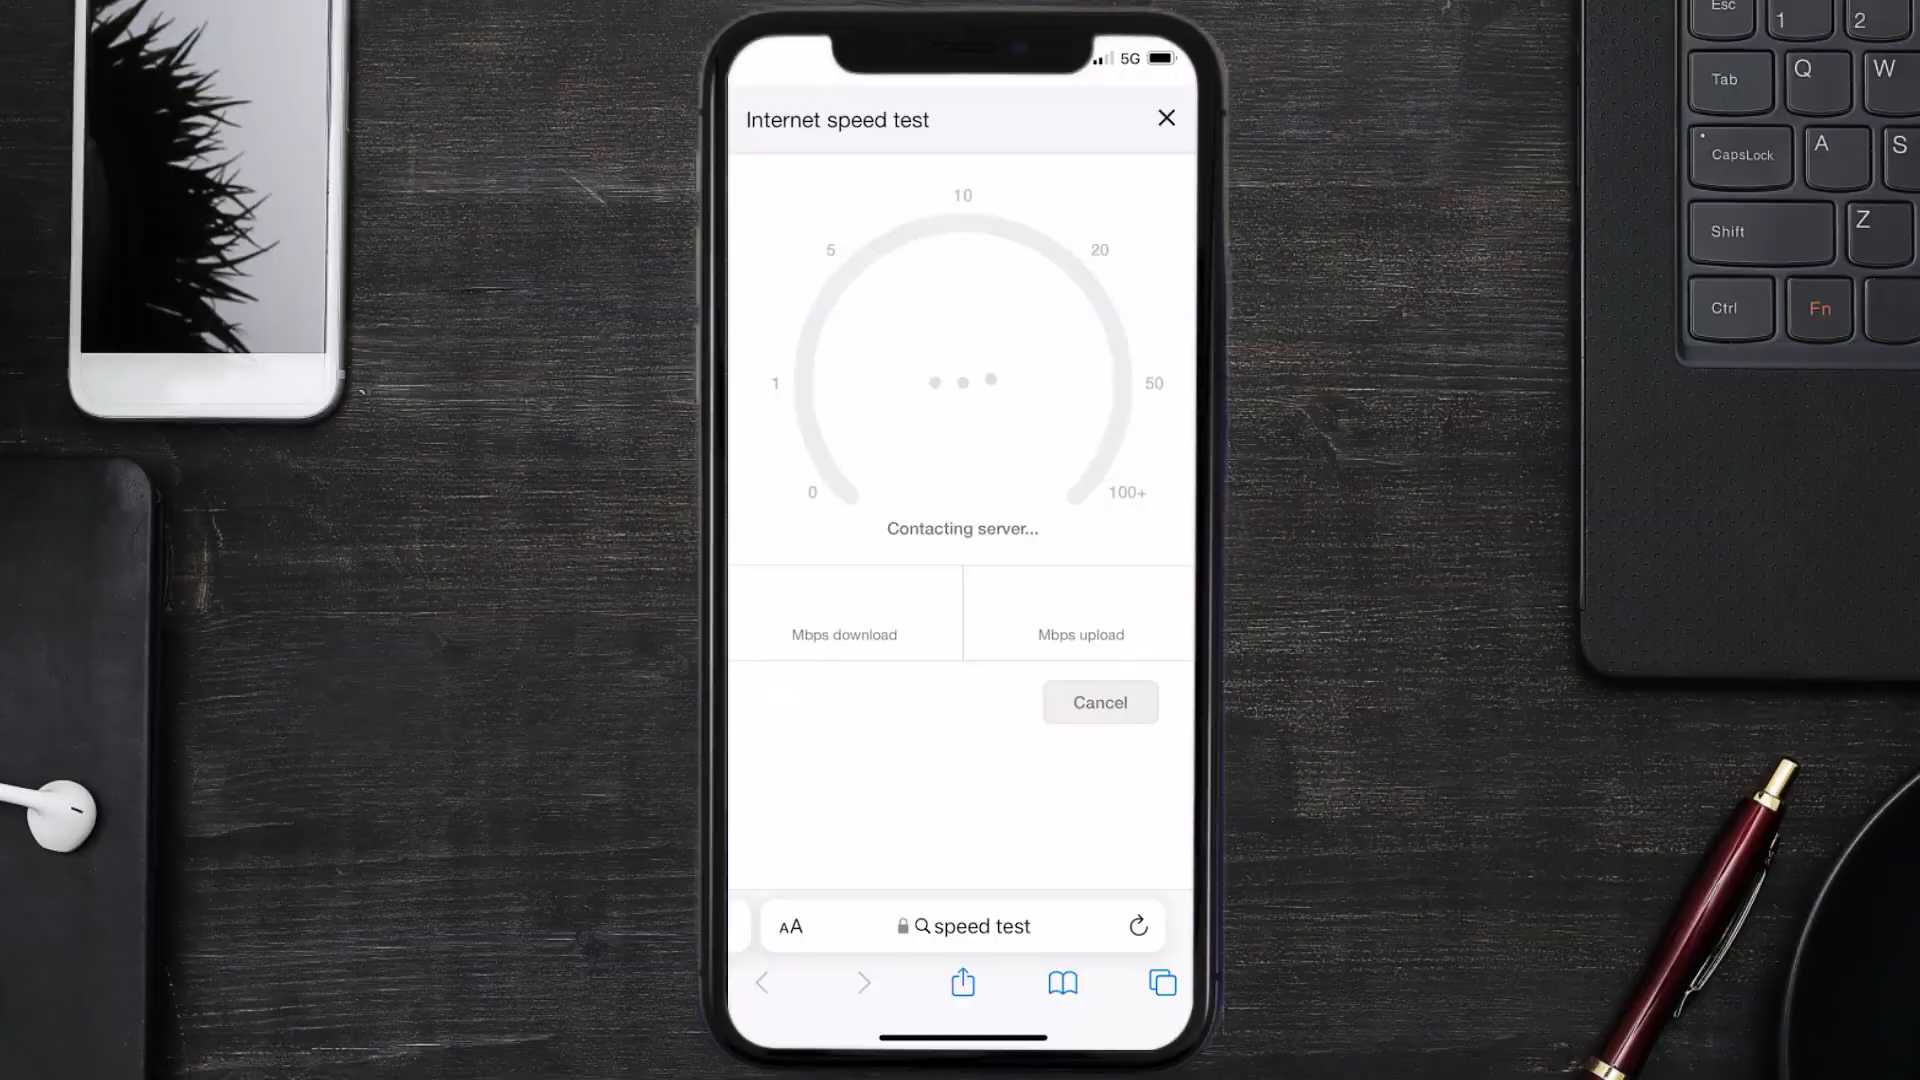 5G
Internet speed test
10
5
20
1
50
0
100+
Contacting server...
Mbps download
Mbps upload
Cancel
AA
speed test
Esc
1
2
Tab
Q
W
CapsLock
A
S
Shift
Z
Ctrl
Fn